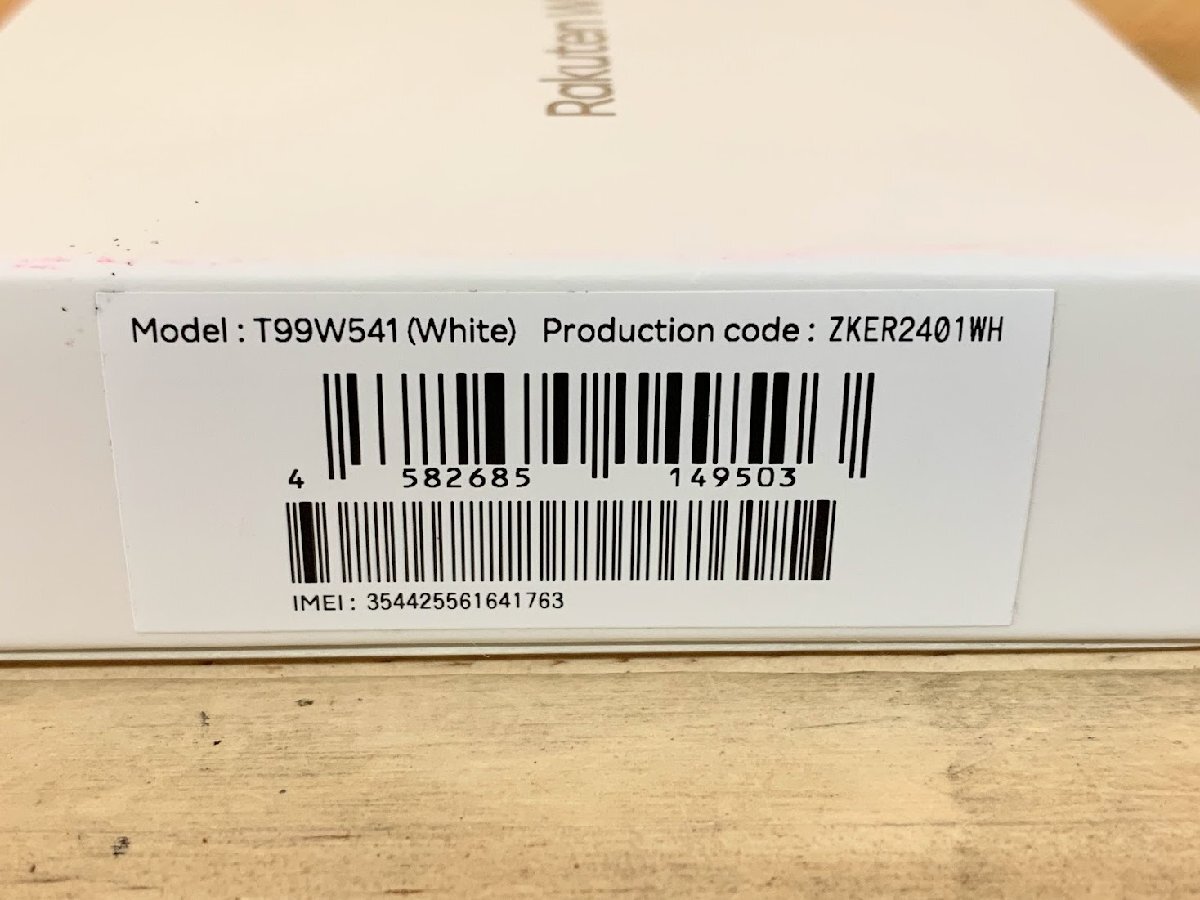 Rakuten
Model : T99W541 (White) Production code : ZKER2401WH
4 582685 149503
IMEI : 354425561641763